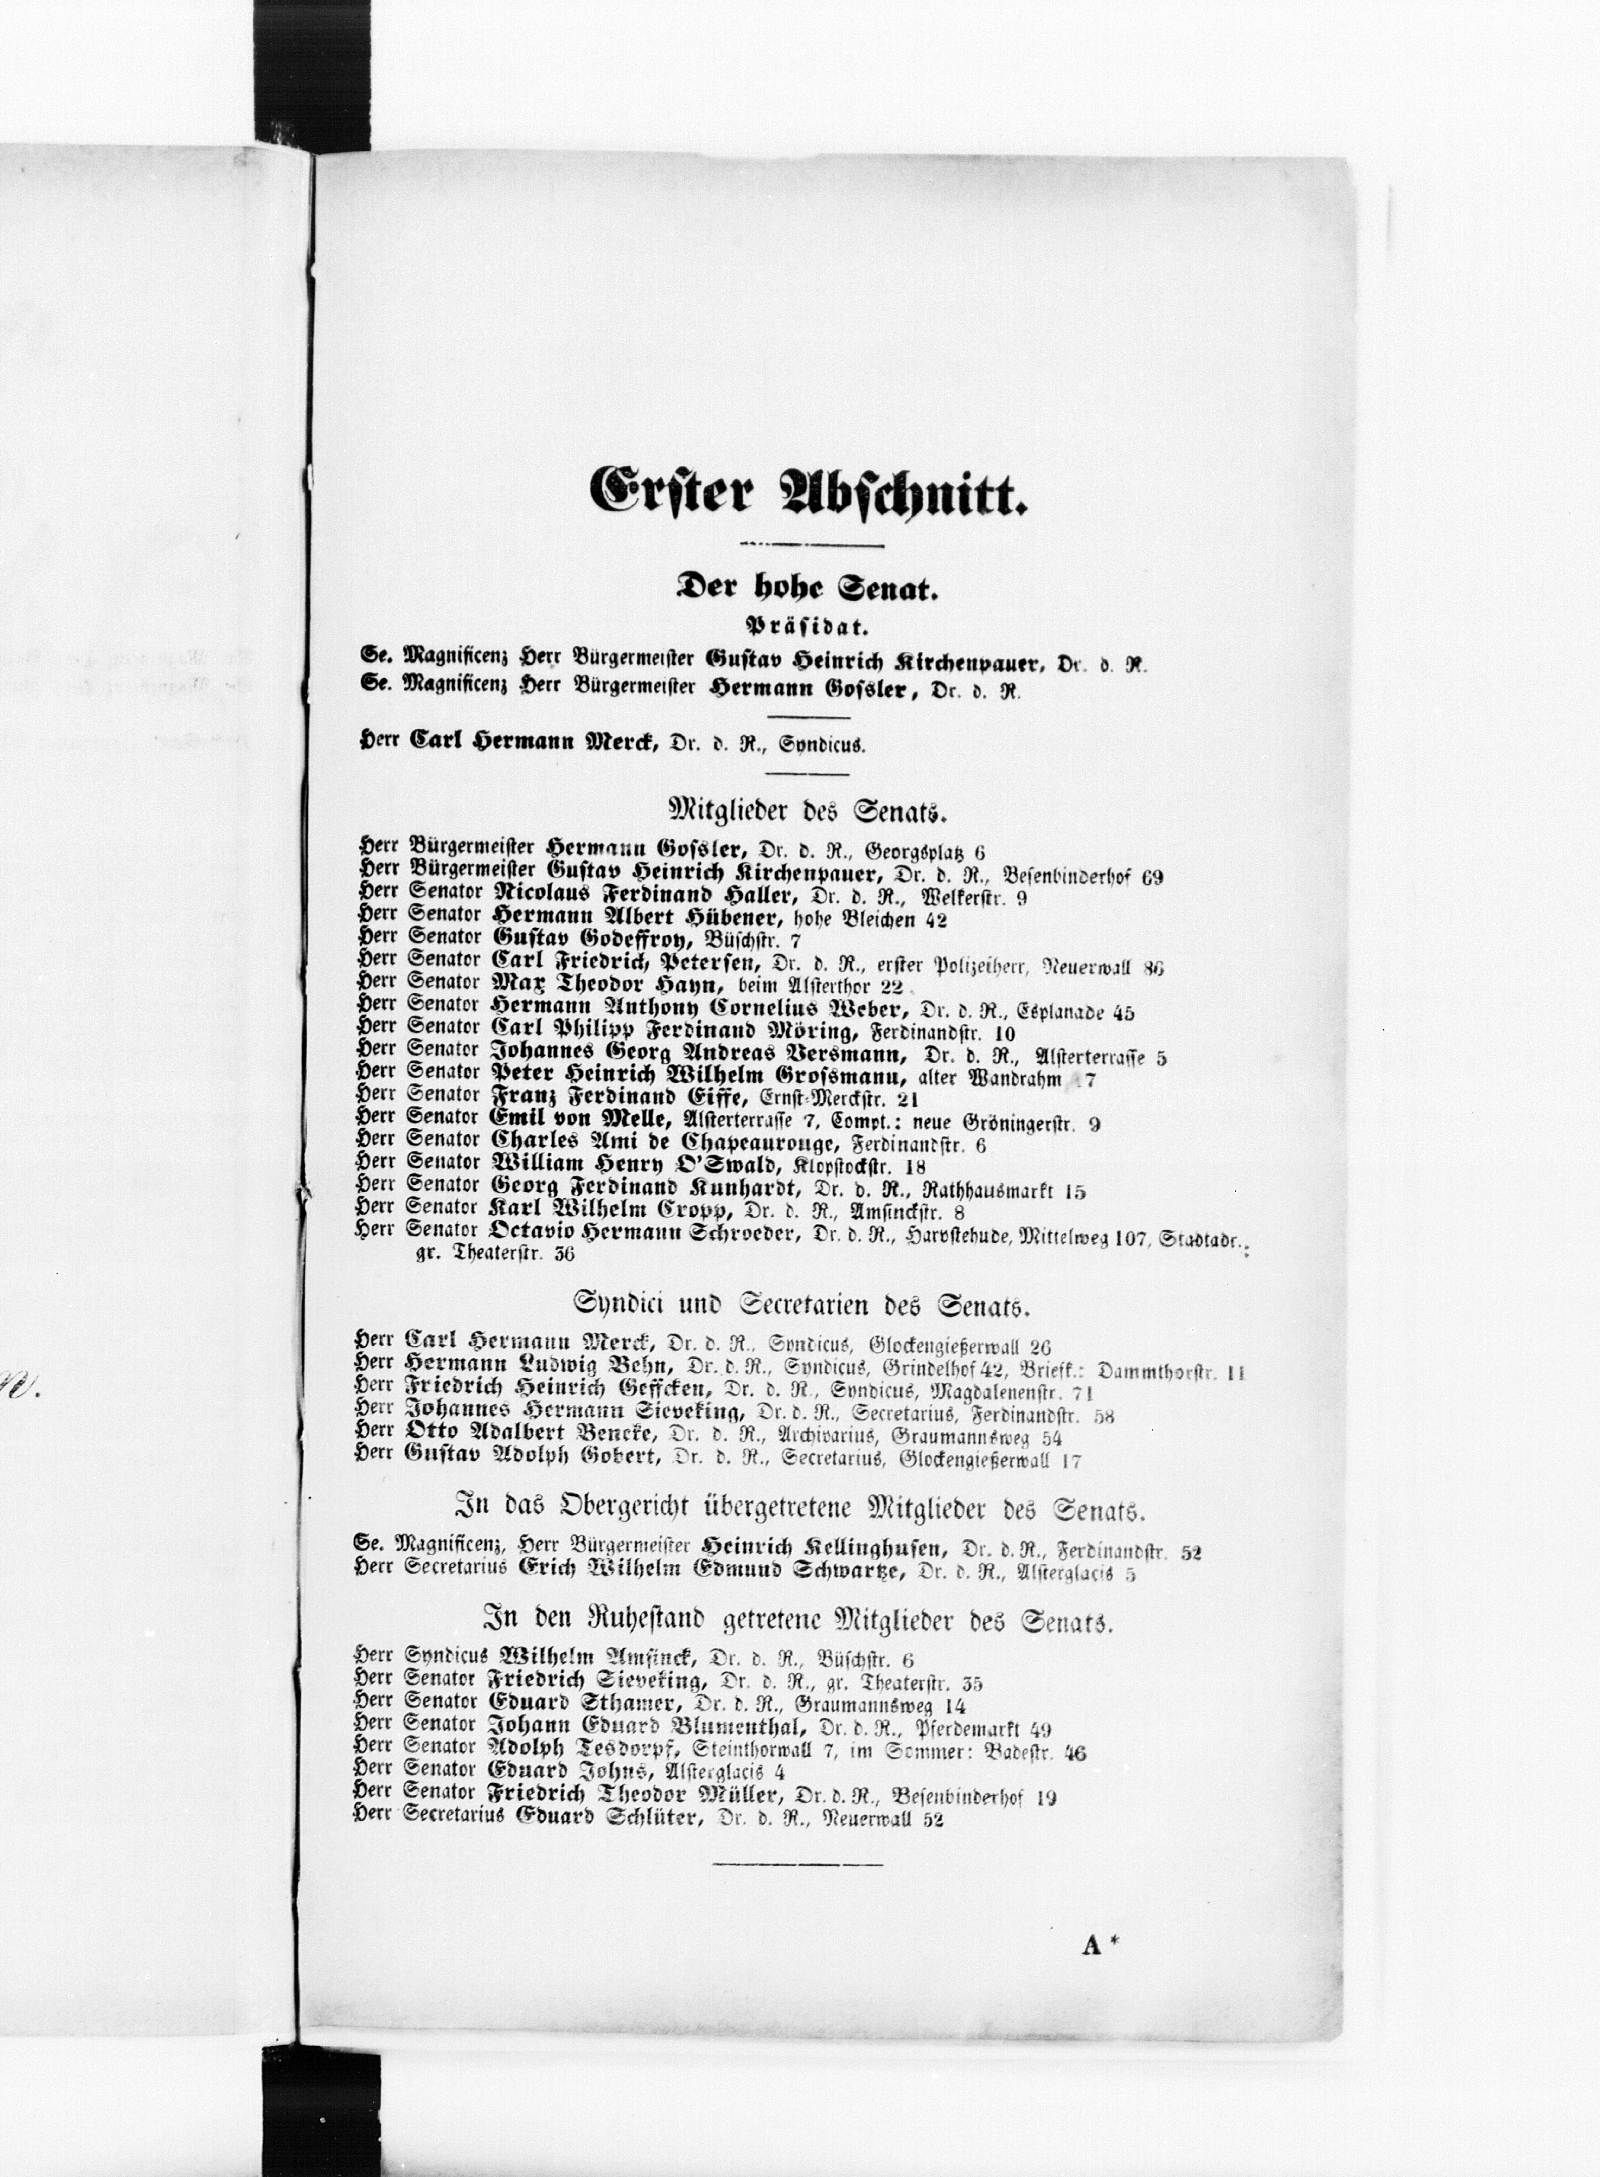 Erster Abschnitt.
Der hohe Senat.
Präsidat.
Se. Magnificenz Herr Bürgermeister Gustav Heinrich Kirchenpauer, Dr. d. R.
Se. Magnificenz Herr Bürgermeister Hermann Gossler, Dr. d. R.
Herr Carl Hermann Merck, Dr. d. R., Syndicus.
Mitglieder des Senats.
Herr Bürgermeister Hermann Gossler, Dr. d. R., Georgsplatz 6
Herr Bürgermeister Gustav Heinrich Kirchenpauer, Dr. d. R., Besenbinderhof 69
Herr Senator Nicolaus Ferdinand Haller, Dr. d. R., Welkerstr. 9
Herr Senator Hermann Albert Hübener, hohe Bleichen 42
Herr Senator Gustav Godeffroy, Büschstr. 7
Herr Senator Carl Friedrich Petersen, Dr. d. R., erster Polizeiherr, Neuerwall 86
Herr Senator Max Theodor Hayn, beim Alsterthor 22
Herr Senator Hermann Anthony Cornelius Weber, Dr. d. R., Esplanade 45
Herr Senator Carl Philipp Ferdinand Möring, Ferdinandstr. 10
Herr Senator Johannes Georg Andreas Versmann, Dr. d. R., Alsterterrasse 5
Herr Senator Peter Heinrich Wilhelm Grossmann, alter Wandrahm 7
Herr Senator Franz Ferdinand Eiffe, Ernst-Merckstr. 21
Herr Senator Emil von Melle, Alsterterrasse 7, Compt.: neue Gröningerstr. 9
Herr Senator Charles Ami de Chapeaurouge, Ferdinandstr. 6
Herr Senator William Henry O'Swald, Klopstockstr. 18
Herr Senator Georg Ferdinand Kunhardt, Dr. d. R., Rathhausmarkt 15
Herr Senator Karl Wilhelm Cropp, Dr. d. R., Amsinckstr. 8
Herr Senator Octavio Hermann Schroeder, Dr. d. R., Harvstehude, Mittelweg 107, Stadtadr.:
gr. Theaterstr. 36
Syndici und Secretarien des Senats.
Herr Carl Hermann Merck, Dr. d. R., Syndicus, Glockengießerwall 26
Herr Hermann Ludwig Behn, Dr. d. R., Syndicus, Grindelhof 42, Briefk.: Dammthorstr. 11
Herr Friedrich Heinrich Geffcken, Dr. d. R., Syndicus, Magdalenenstr. 71
Herr Johannes Hermann Sieveking, Dr. d. R., Secretarius, Ferdinandstr. 58
Herr Otto Adalbert Beneke, Dr. d. R., Archivarius, Graumannsweg 54
Herr Gustav Adolph Gobert, Dr. d. R., Secretarius, Glockengießerwall 17
In das Obergericht übergetretene Mitglieder des Senats.
Se. Magnificenz, Herr Bürgermeister Heinrich Kellinghusen, Dr. d. R., Ferdinandstr. 52
Herr Secretarius Erich Wilhelm Edmund Schwartze, Dr. d. R., Alsterglacis 5
In den Ruhestand getretene Mitglieder des Senats.
Herr Syndicus Wilhelm Amsinck, Dr. d. R., Büschstr. 6
Herr Senator Friedrich Sieveking, Dr. d. R., gr. Theaterstr. 35
Herr Senator Eduard Sthamer, Dr. d. R., Graumannsweg 14
Herr Senator Johann Eduard Blumenthal, Dr. d. R., Pferdemarkt 49
Herr Senator Adolph Tesdorpf, Steinthorwall 7, im Sommer: Badestr. 46
Herr Senator Eduard Johns, Alsterglacis 4
Herr Senator Friedrich Theodor Müller, Dr. d. R., Besenbinderhof 19
Herr Secretarius Eduard Schlüter, Dr. d. R., Neuerwall 52
A *